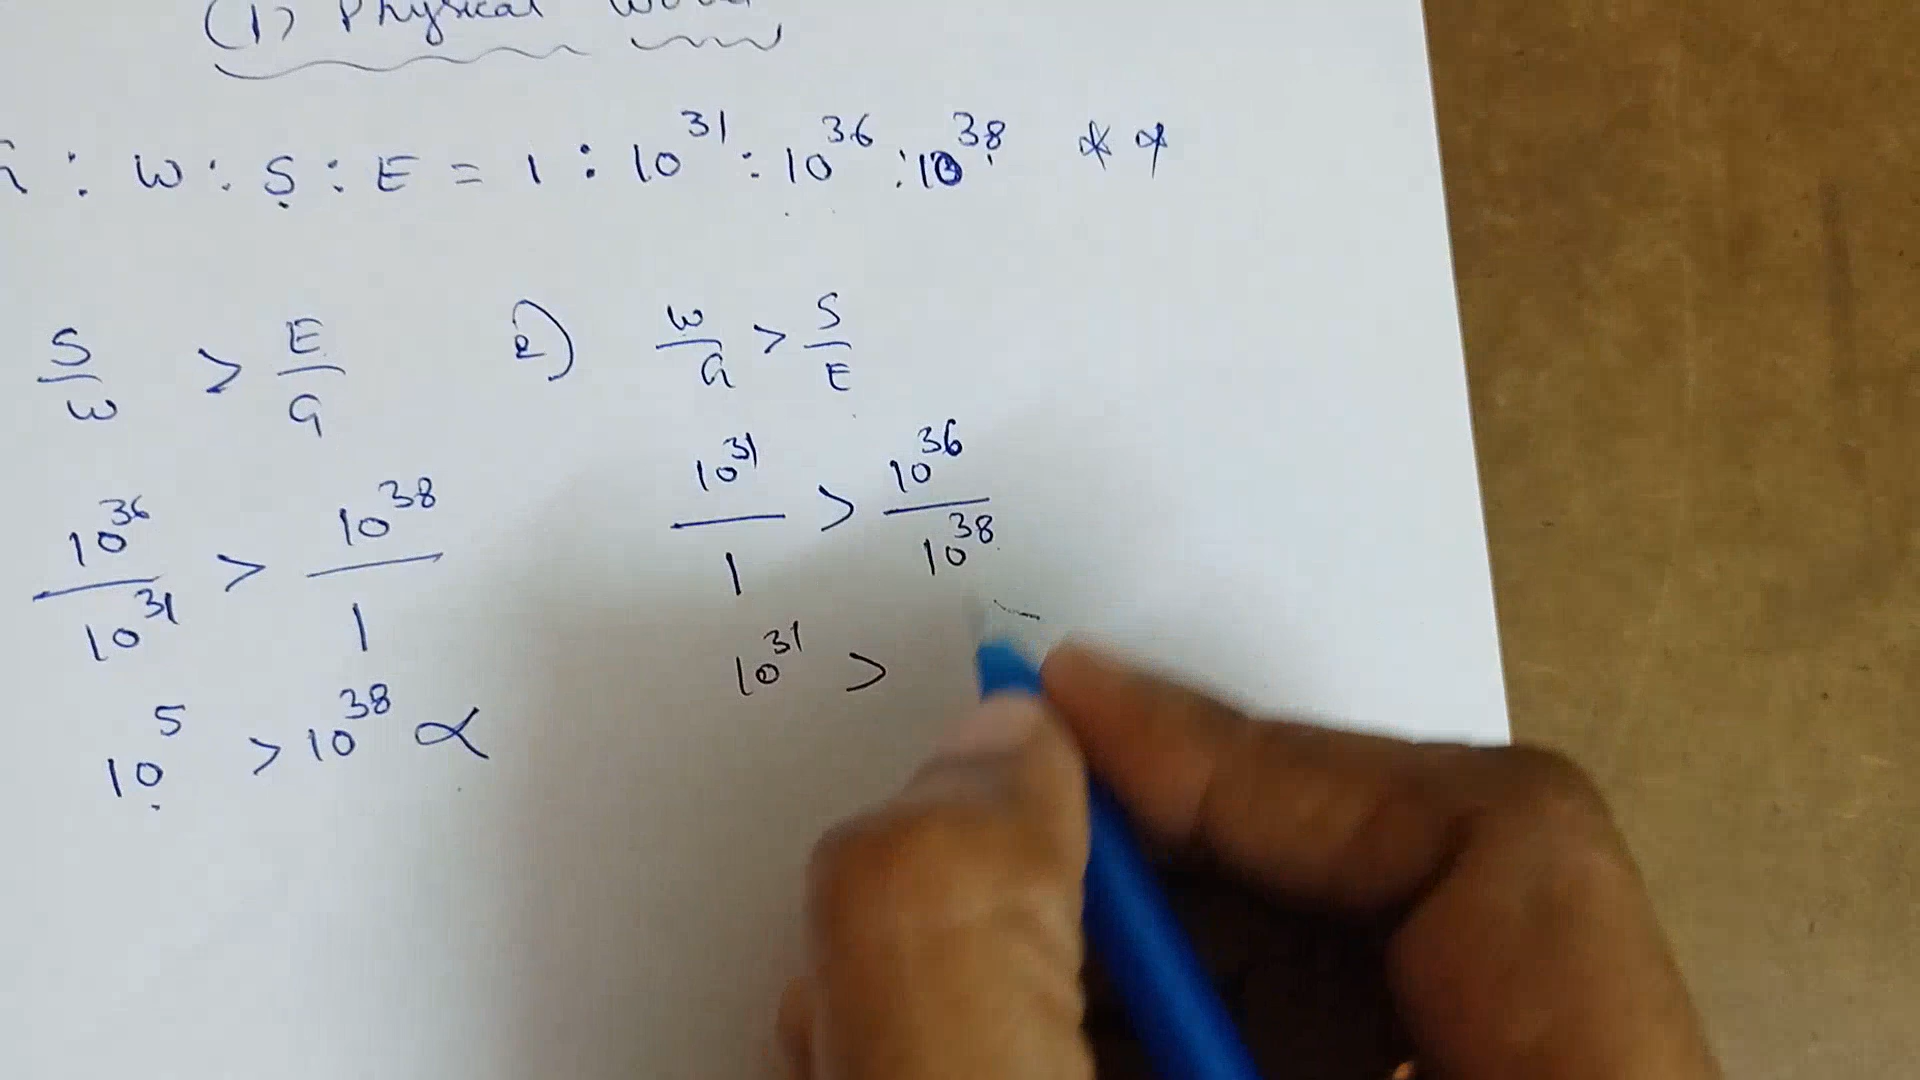 (1) Physical World
: W : S : E = 1 : 10^31 : 10^36 : 10^38 * *
S/W > E/G
10^36/10^31 > 10^38/1
10^5 > 10^38 ∝
2) W/G > S/E
10^31/1 > 10^36/10^38
10^31 >